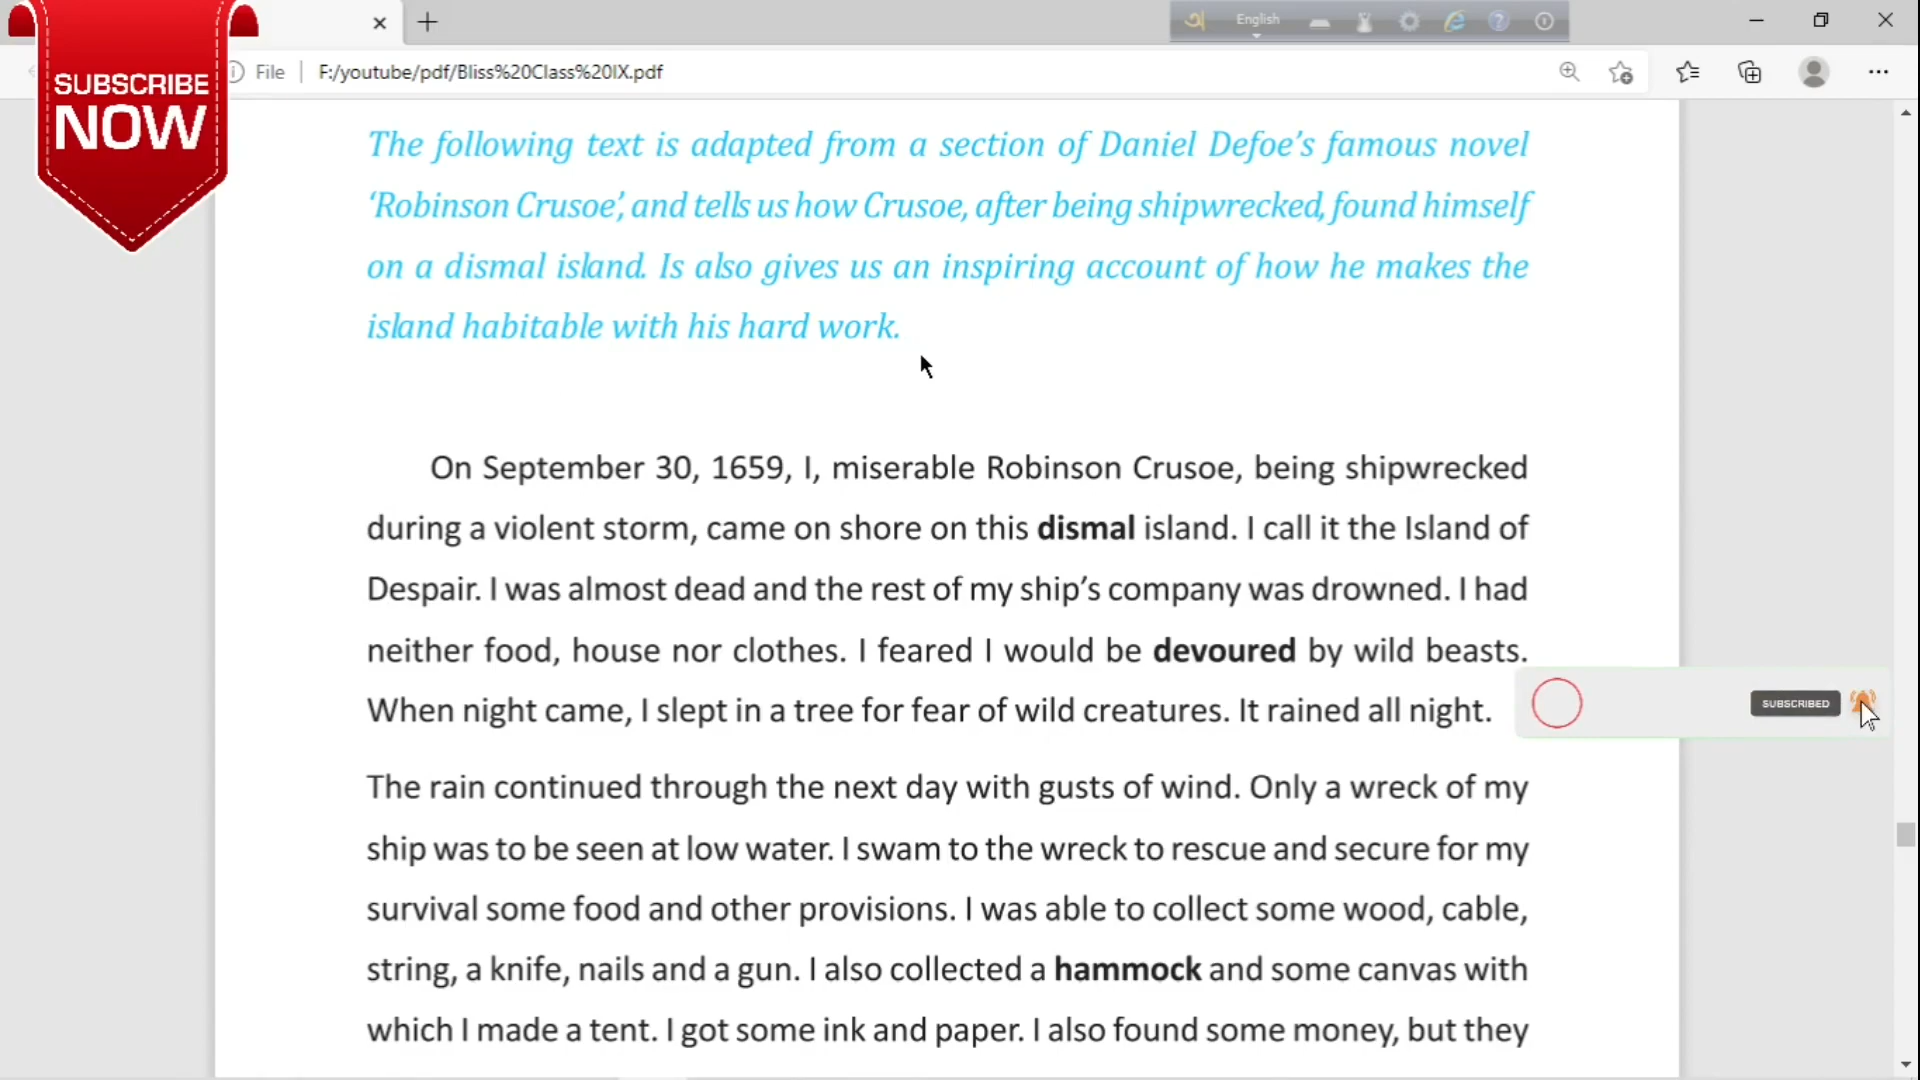 English
SUBSCRIBE
NOW
File
F:/youtube/pdf/Bliss%20Class%20IX.pdf
The following text is adapted from a section of Daniel Defoe’s famous novel
‘Robinson Crusoe’, and tells us how Crusoe, after being shipwrecked, found himself
on a dismal island. Is also gives us an inspiring account of how he makes the
island habitable with his hard work.
On September 30, 1659, I, miserable Robinson Crusoe, being shipwrecked
during a violent storm, came on shore on this dismal island. I call it the Island of
Despair. I was almost dead and the rest of my ship’s company was drowned. I had
neither food, house nor clothes. I feared I would be devoured by wild beasts.
When night came, I slept in a tree for fear of wild creatures. It rained all night.
SUBSCRIBED
The rain continued through the next day with gusts of wind. Only a wreck of my
ship was to be seen at low water. I swam to the wreck to rescue and secure for my
survival some food and other provisions. I was able to collect some wood, cable,
string, a knife, nails and a gun. I also collected a hammock and some canvas with
which I made a tent. I got some ink and paper. I also found some money, but they